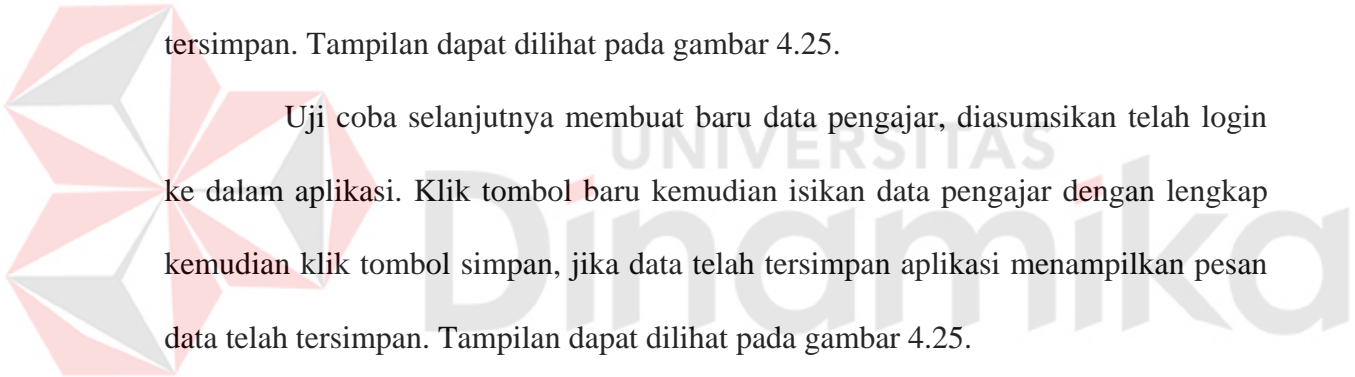 tersimpan. Tampilan dapat dilihat pada gambar 4.25.
Uji coba selanjutnya membuat baru data pengajar, diasumsikan telah login
UNIVERSITAS
ke dalam aplikasi. Klik tombol baru kemudian isikan data pengajar dengan lengkap
Dinamika
kemudian klik tombol simpan, jika data telah tersimpan aplikasi menampilkan pesan
data telah tersimpan. Tampilan dapat dilihat pada gambar 4.25.